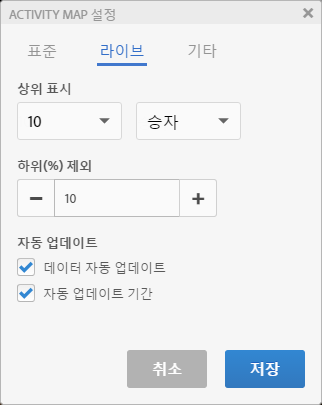 ACTIVITY MAP 설정
표준 라이브 기타
상위 표시
10 승자
하위(%) 제외
10
자동 업데이트
데이터 자동 업데이트
자동 업데이트 기간
취소 저장